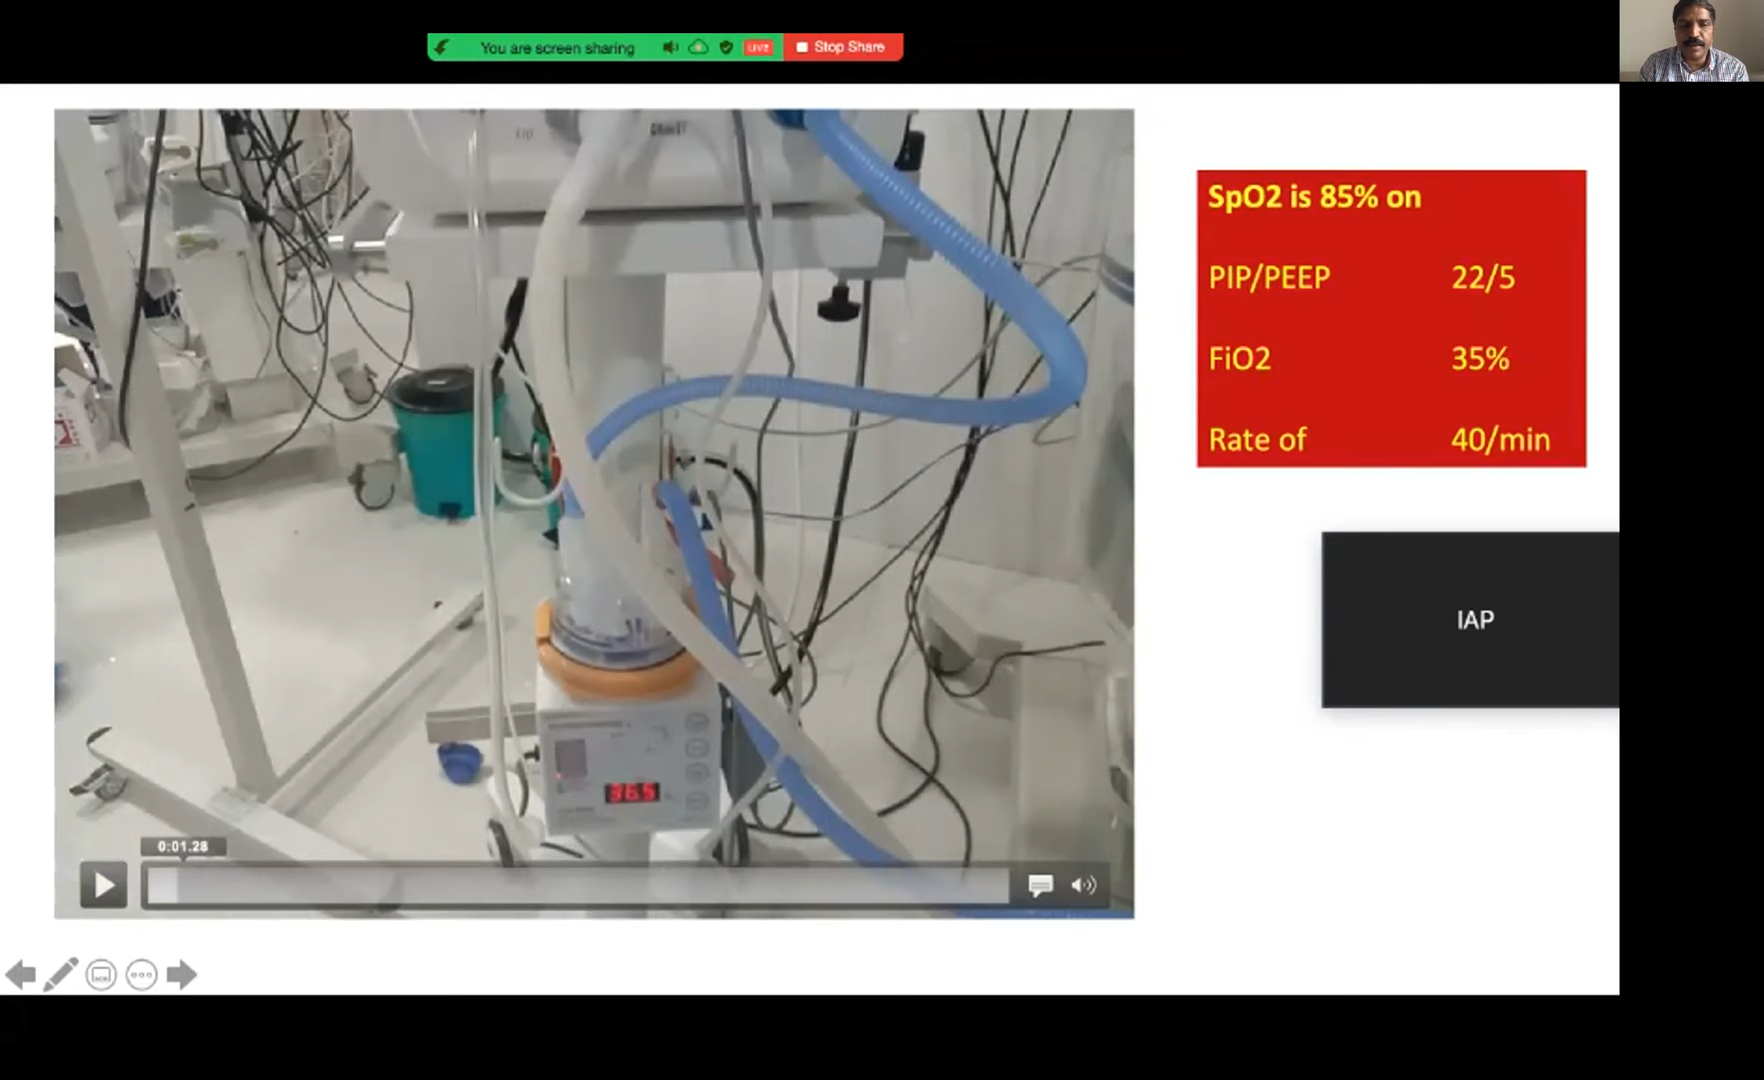 You are screen sharing LIVE Stop Share
SpO2 is 85% on
PIP/PEEP 22/5
FiO2 35%
Rate of 40/min
IAP
36.5
0:01.28